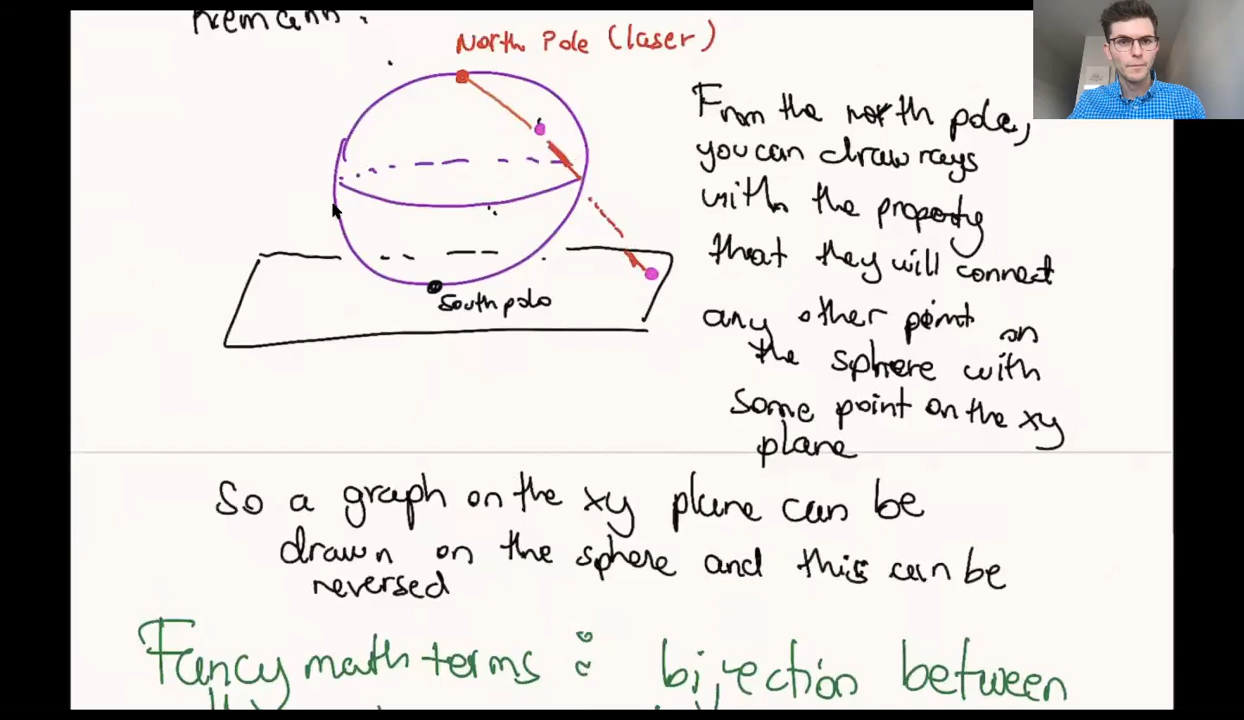 Riemann.
North Pole (laser)
South pole
From the north pole,
you can draw rays
with the property
that they will connect
any other point on
the sphere with
some point on the xy
plane
So a graph on the xy plane can be
drawn on the sphere and this can be
reversed
Fancy math terms : bijection between